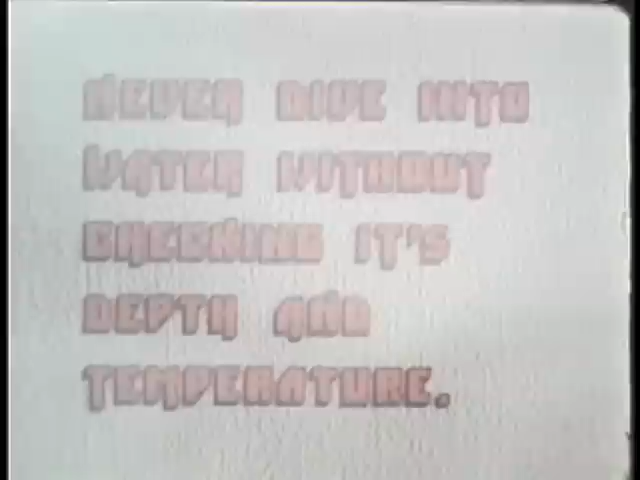 NEVER DIVE INTO
WATER WITHOUT
CHECKING IT'S
DEPTH AND
TEMPERATURE.